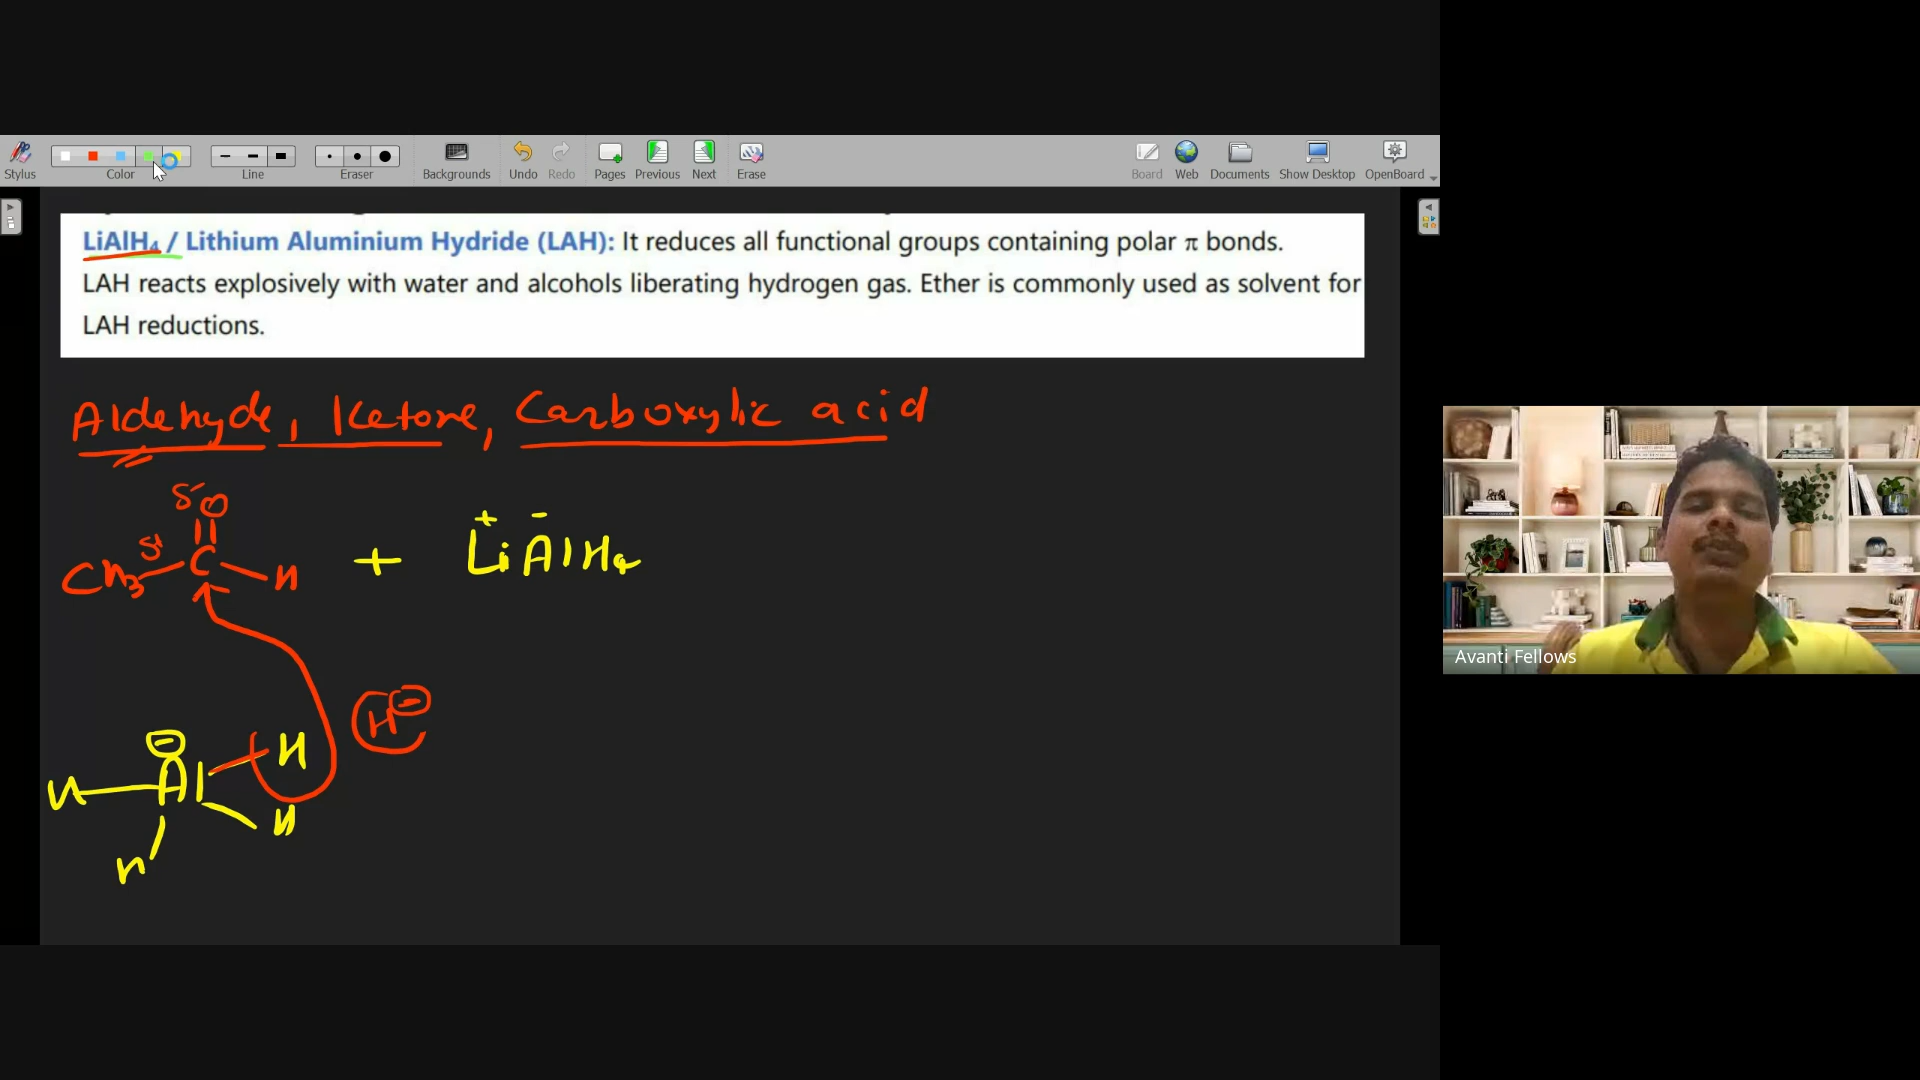 Stylus Color Line Eraser Backgrounds Undo Redo Pages Previous Next Erase Board Web Documents Show Desktop OpenBoard
LiAlH4 / Lithium Aluminium Hydride (LAH): It reduces all functional groups containing polar π bonds.
LAH reacts explosively with water and alcohols liberating hydrogen gas. Ether is commonly used as solvent for
LAH reductions.
Aldehyde, Ketone, Carboxylic acid
δ- O
δ+
CH3 C H + Li+ Al-H4
H-
-
H Al H
H
H
Avanti Fellows